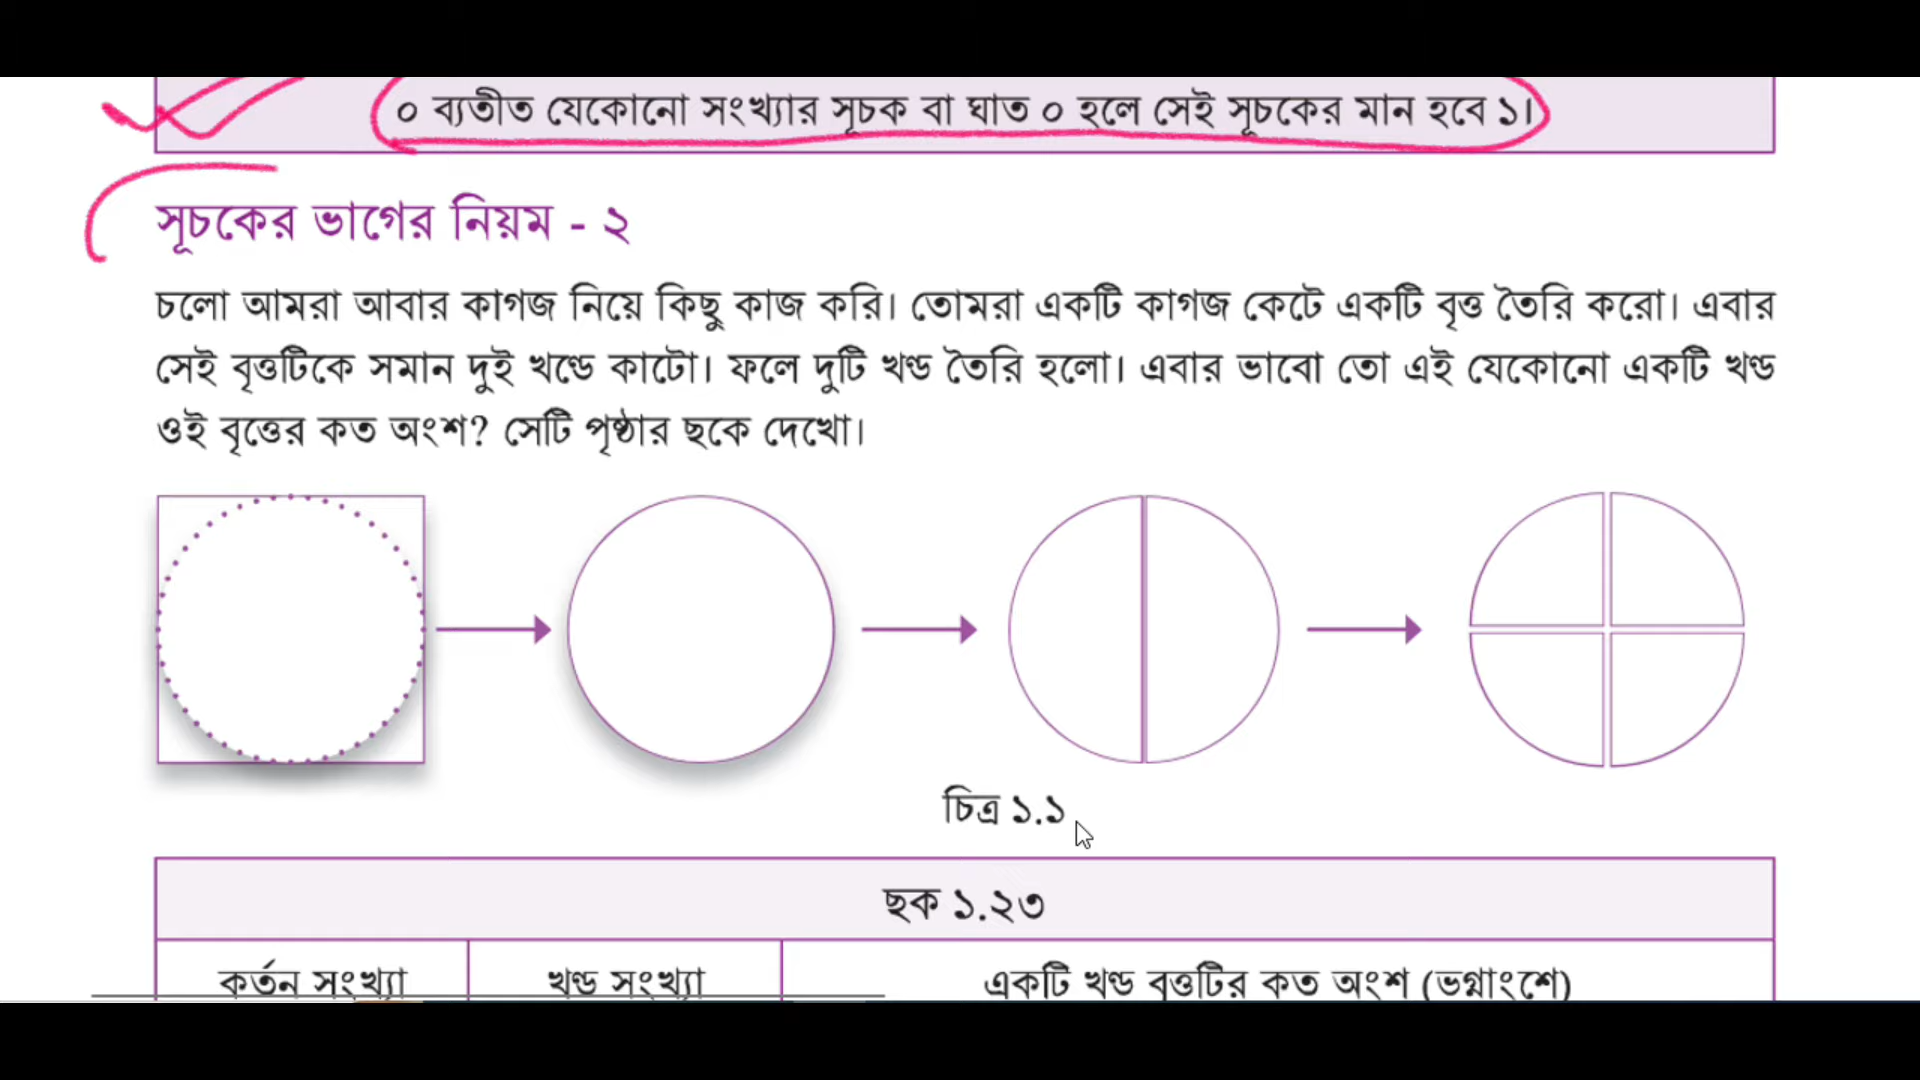 ০ ব্যতীত যেকোনো সংখ্যার সূচক বা ঘাত ০ হলে সেই সূচকের মান হবে ১।
সূচকের ভাগের নিয়ম - ২
চলো আমরা আবার কাগজ নিয়ে কিছু কাজ করি। তোমরা একটি কাগজ কেটে একটি বৃত্ত তৈরি করো। এবার
সেই বৃত্তটিকে সমান দুই খণ্ডে কাটো। ফলে দুটি খণ্ড তৈরি হলো। এবার ভাবো তো এই যেকোনো একটি খণ্ড
ওই বৃত্তের কত অংশ? সেটি পৃষ্ঠার ছকে দেখো।
চিত্র ১.১
ছক ১.২৩
কর্তন সংখ্যা খণ্ড সংখ্যা একটি খণ্ড বৃত্তটির কত অংশ (ভগ্নাংশে)